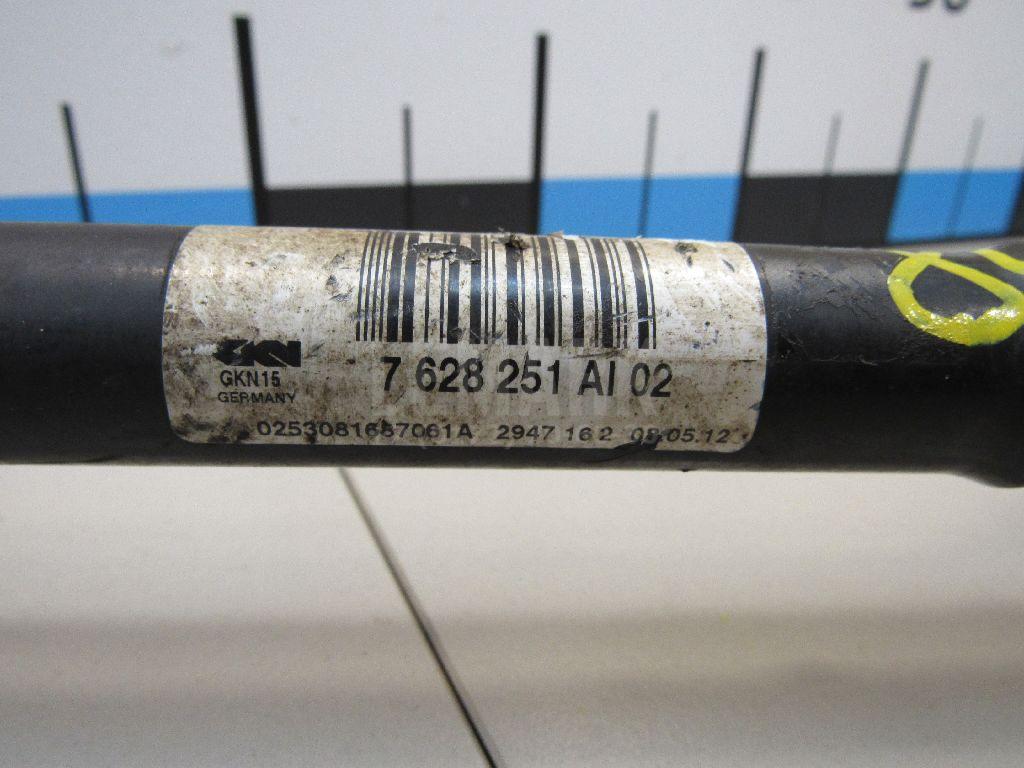 GKN
7 628 251 AI 02
GKN15
GERMANY
0253081687061A 2947 16 2 08.05.12